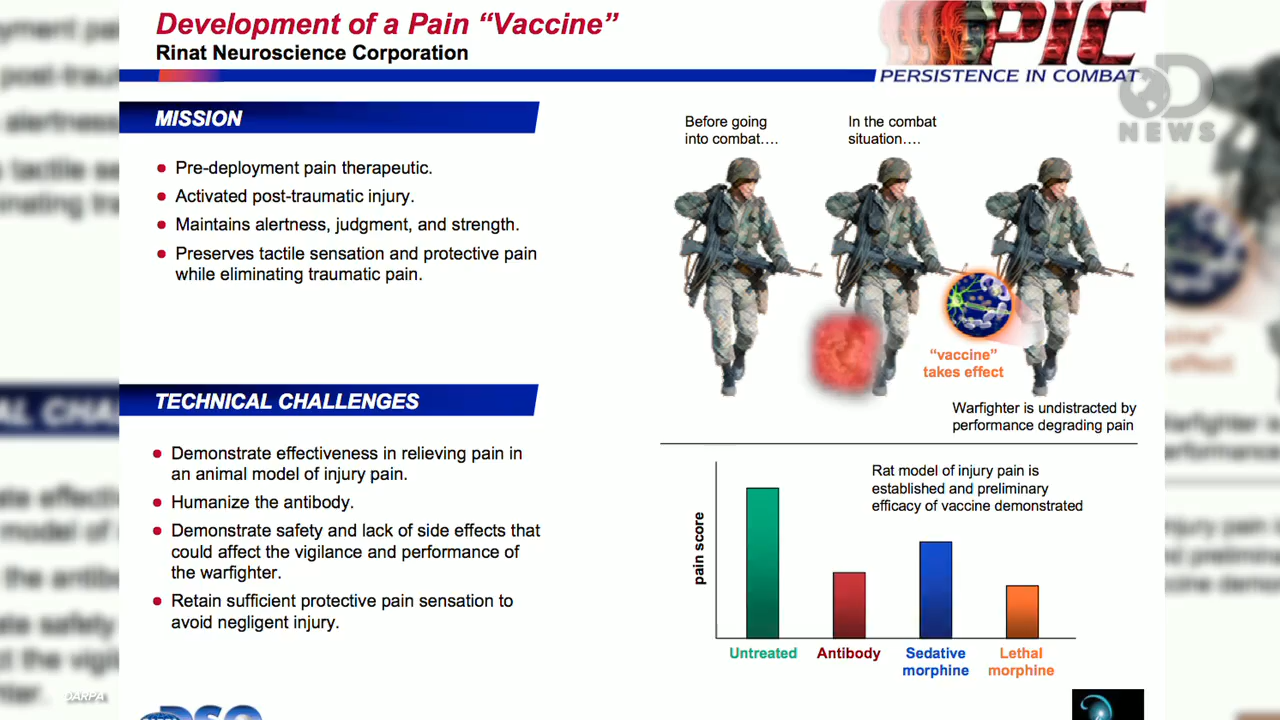 Development of a Pain “Vaccine”
Rinat Neuroscience Corporation
PIC
PERSISTENCE IN COMBAT
D
NEWS
MISSION
Pre-deployment pain therapeutic.
Activated post-traumatic injury.
Maintains alertness, judgment, and strength.
Preserves tactile sensation and protective pain
while eliminating traumatic pain.
Before going
into combat....
In the combat
situation....
“vaccine”
takes effect
Warfighter is undistracted by
performance degrading pain
TECHNICAL CHALLENGES
Demonstrate effectiveness in relieving pain in
an animal model of injury pain.
Humanize the antibody.
Demonstrate safety and lack of side effects that
could affect the vigilance and performance of
the warfighter.
Retain sufficient protective pain sensation to
avoid negligent injury.
Rat model of injury pain is
established and preliminary
efficacy of vaccine demonstrated
pain score
Untreated
Antibody
Sedative
morphine
Lethal
morphine
DARPA
DSO